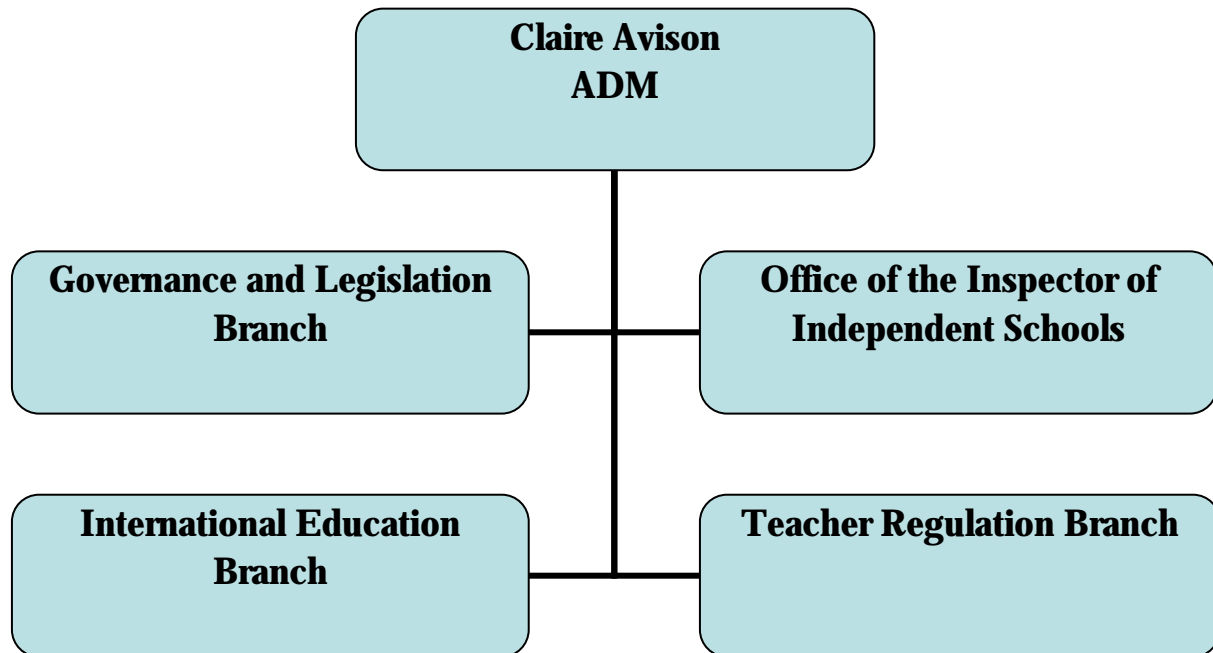 Claire Avison
ADM
Governance and Legislation
Branch
Office of the Inspector of
Independent Schools
International Education
Branch
Teacher Regulation Branch